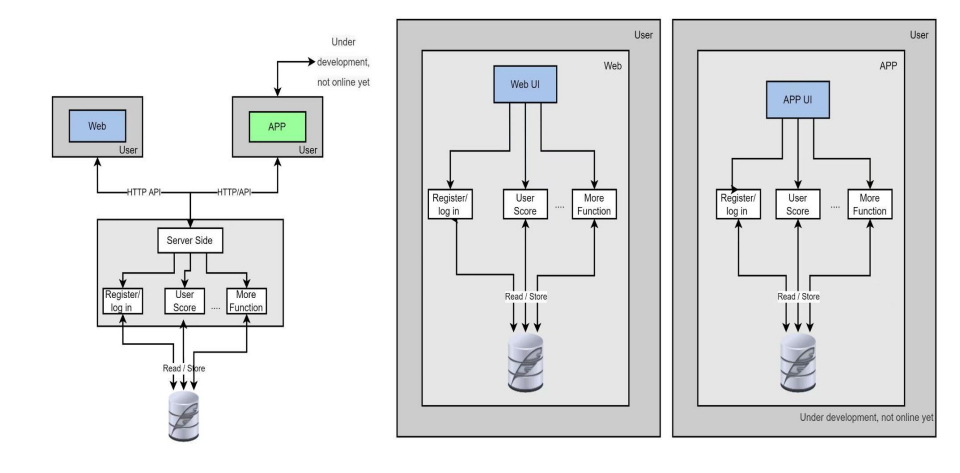 Under
development,
not online yet
Web
User
APP
User
HTTP API
HTTP/API
Server Side
Register/
log in
User
Score
....
More
Function
Read / Store
User
Web
Web UI
Register/
log in
User
Score
....
More
Function
Read / Store
User
APP
APP UI
Register/
log in
User
Score
....
More
Function
Read / Store
Under development, not online yet